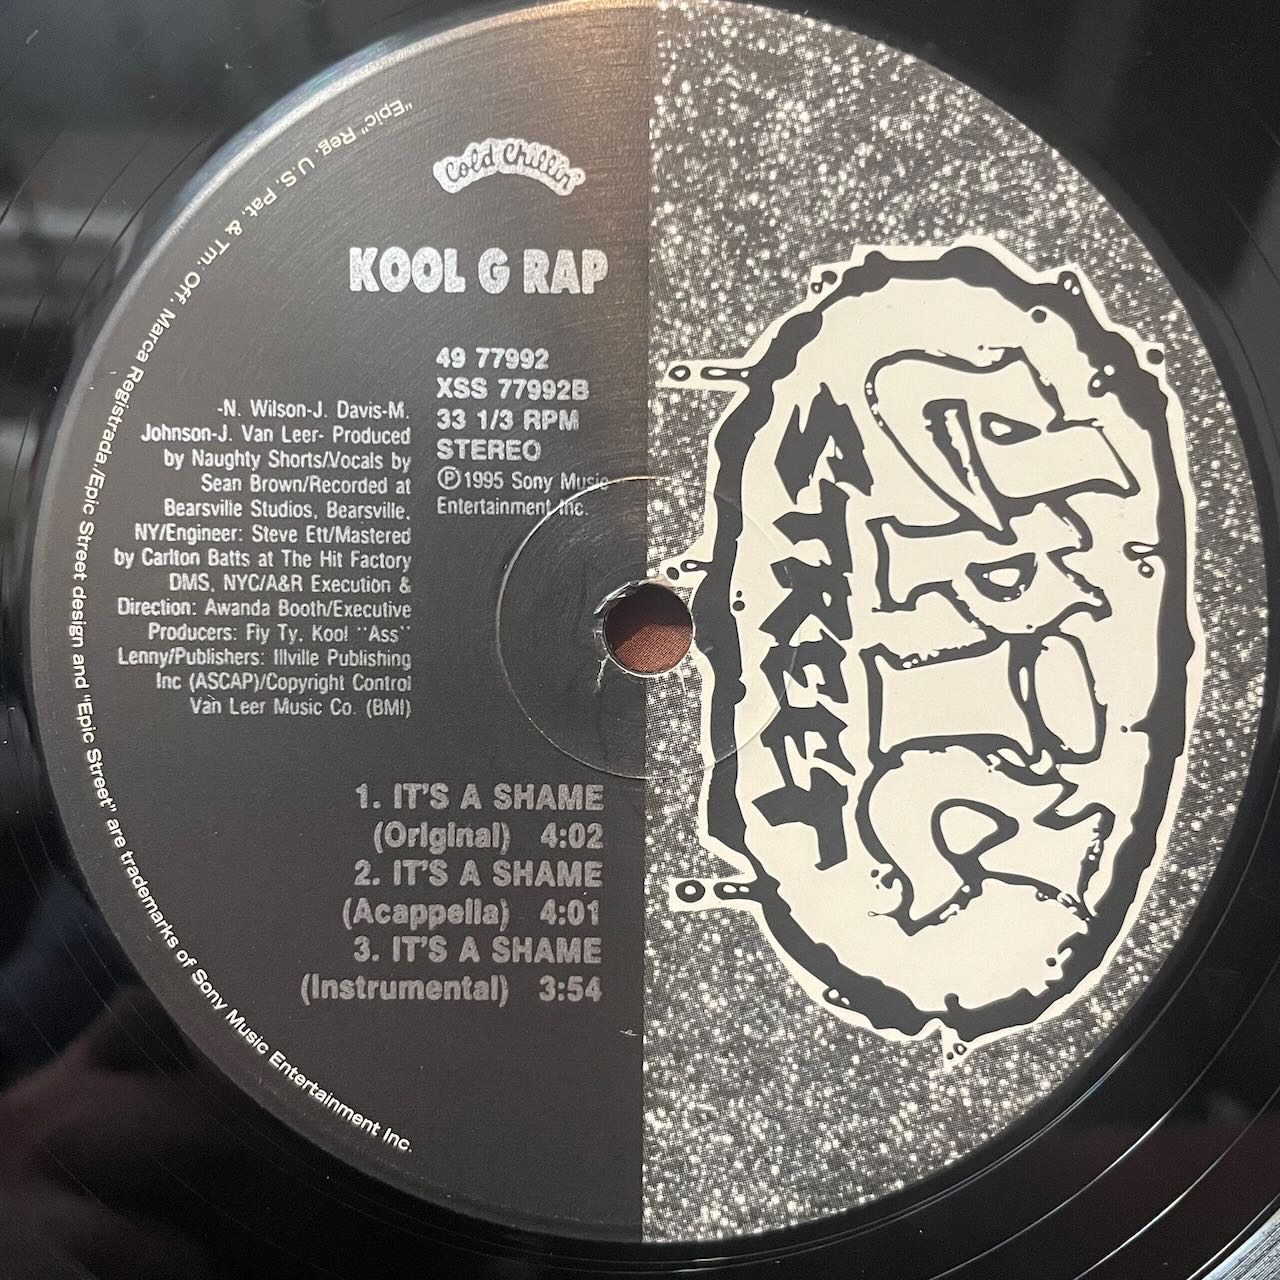 Cold Chillin'
KOOL G RAP
49 77992
XSS 77992B
33 1/3 RPM
STEREO
Ⓟ1995 Sony Music
Entertainment Inc.
-N. Wilson-J. Davis-M.
Johnson-J. Van Leer- Produced
by Naughty Shorts/Vocals by
Sean Brown/Recorded at
Bearsville Studios, Bearsville,
NY/Engineer: Steve Ett/Mastered
by Carlton Batts at The Hit Factory
DMS, NYC/A&R Execution &
Direction: Awanda Booth/Executive
Producers: Fly Ty, Kool "Ass"
Lenny/Publishers: Illville Publishing
Inc (ASCAP)/Copyright Control
Van Leer Music Co. (BMI)
1. IT'S A SHAME
(Original) 4:02
2. IT'S A SHAME
(Acappella) 4:01
3. IT'S A SHAME
(Instrumental) 3:54
"Epic" Reg. U.S. Pat. & Tm. Off. Marca Registrada/Epic Street design and "Epic Street" are trademarks of Sony Music Entertainment Inc.
EPIC
STREET